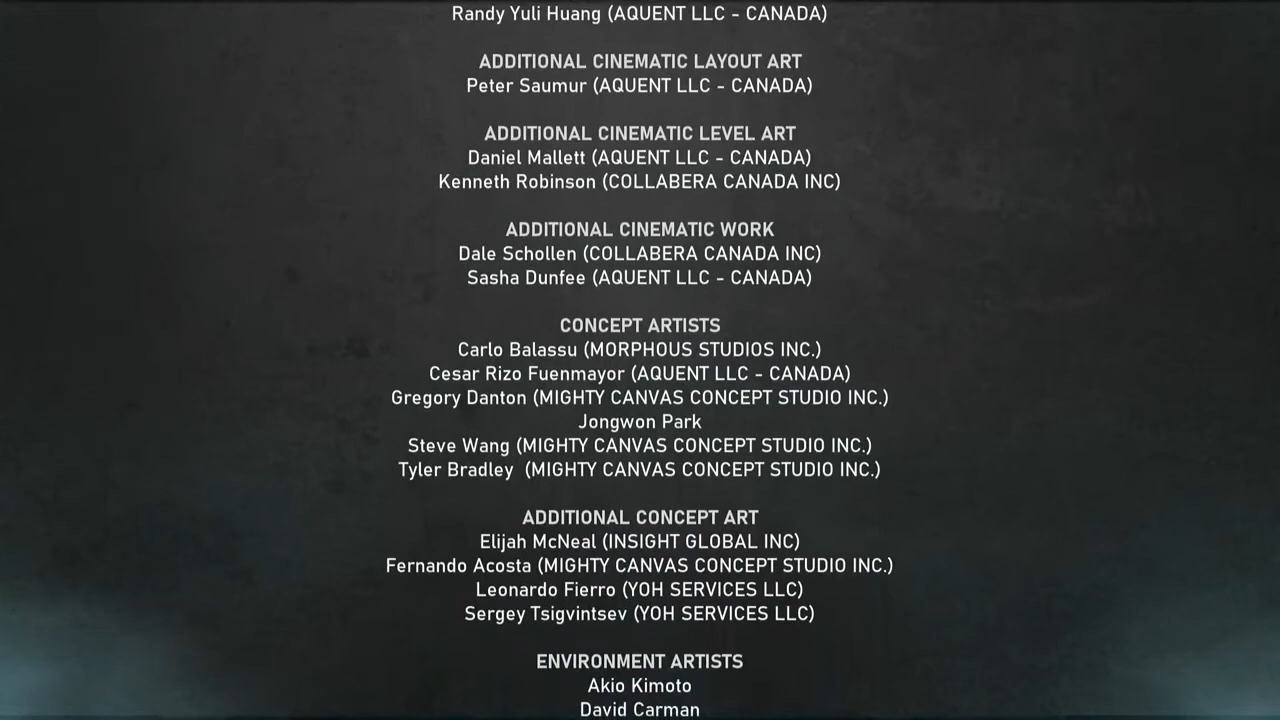 Randy Yuli Huang (AQUENT LLC - CANADA)
ADDITIONAL CINEMATIC LAYOUT ART
Peter Saumur (AQUENT LLC - CANADA)
ADDITIONAL CINEMATIC LEVEL ART
Daniel Mallett (AQUENT LLC - CANADA)
Kenneth Robinson (COLLABERA CANADA INC)
ADDITIONAL CINEMATIC WORK
Dale Schollen (COLLABERA CANADA INC)
Sasha Dunfee (AQUENT LLC - CANADA)
CONCEPT ARTISTS
Carlo Balassu (MORPHOUS STUDIOS INC.)
Cesar Rizo Fuenmayor (AQUENT LLC - CANADA)
Gregory Danton (MIGHTY CANVAS CONCEPT STUDIO INC.)
Jongwon Park
Steve Wang (MIGHTY CANVAS CONCEPT STUDIO INC.)
Tyler Bradley  (MIGHTY CANVAS CONCEPT STUDIO INC.)
ADDITIONAL CONCEPT ART
Elijah McNeal (INSIGHT GLOBAL INC)
Fernando Acosta (MIGHTY CANVAS CONCEPT STUDIO INC.)
Leonardo Fierro (YOH SERVICES LLC)
Sergey Tsigvintsev (YOH SERVICES LLC)
ENVIRONMENT ARTISTS
Akio Kimoto
David Carman